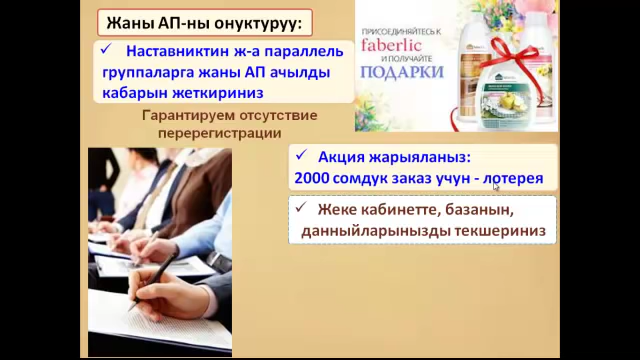 Жаны АП-ны онуктуруу:
✓ Наставниктин ж-а параллель
группаларга жаны АП ачылды
кабарын жеткириниз
ПРИСОЕДИНЯЙТЕСЬ К
faberlic
И ПОЛУЧАЙТЕ
ПОДАРКИ
Гарантируем отсутствие
перерегистрации
✓ Акция жарыяланыз:
2000 сомдук заказ учун - лотерея
✓ Жеке кабинетте, базанын,
данныйларынызды текшериниз